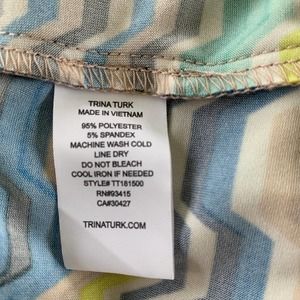 TRINA TURK
MADE IN VIETNAM
95% POLYESTER
5% SPANDEX
MACHINE WASH COLD
LINE DRY
DO NOT BLEACH
COOL IRON IF NEEDED
STYLE# TT181500
RN#93415
CA#30427
TRINATURK.COM